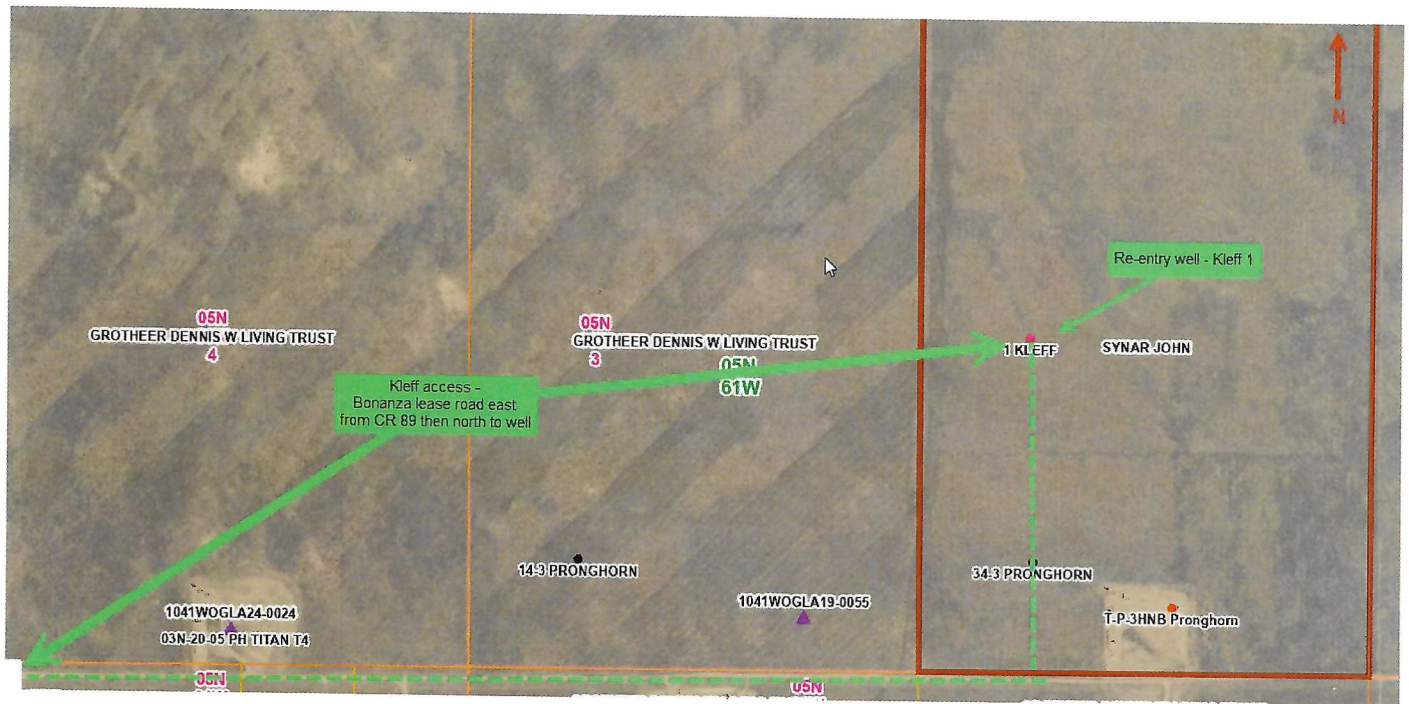 N
Re-entry well - Kleff 1
05N
GROTHEER DENNIS W LIVING TRUST
4
05N
GROTHEER DENNIS W LIVING TRUST
3
05N
61W
1 KLEFF
SYNAR JOHN
Kleff access -
Bonanza lease road east
from CR 89 then north to well
14-3 PRONGHORN
34-3 PRONGHORN
1041WOGLA24-0024
03N-20-05 PH TITAN T4
1041WOGLA19-0055
T-P-3HNB Pronghorn
05N
05N